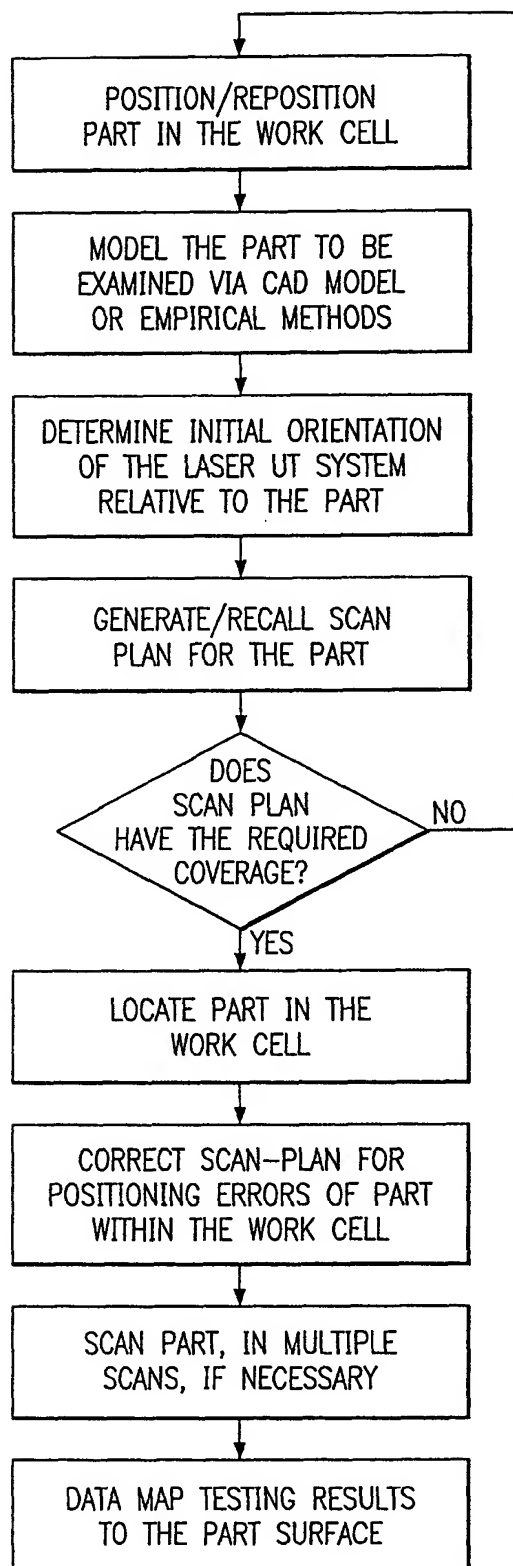 POSITION/REPOSITION
PART IN THE WORK CELL
MODEL THE PART TO BE
EXAMINED VIA CAD MODEL
OR EMPIRICAL METHODS
DETERMINE INITIAL ORIENTATION
OF THE LASER UT SYSTEM
RELATIVE TO THE PART
GENERATE/RECALL SCAN
PLAN FOR THE PART
DOES
SCAN PLAN
HAVE THE REQUIRED
COVERAGE?
NO
YES
LOCATE PART IN THE
WORK CELL
CORRECT SCAN-PLAN FOR
POSITIONING ERRORS OF PART
WITHIN THE WORK CELL
SCAN PART, IN MULTIPLE
SCANS, IF NECESSARY
DATA MAP TESTING RESULTS
TO THE PART SURFACE